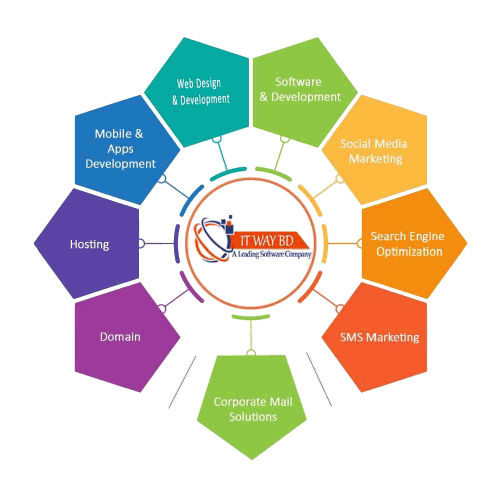 Web Design
& Development
Software
& Development
Mobile &
Apps
Development
Social Media
Marketing
Hosting
IT WAY BD
A Leading Software Company
Search Engine
Optimization
Domain
SMS Marketing
Corporate Mail
Solutions